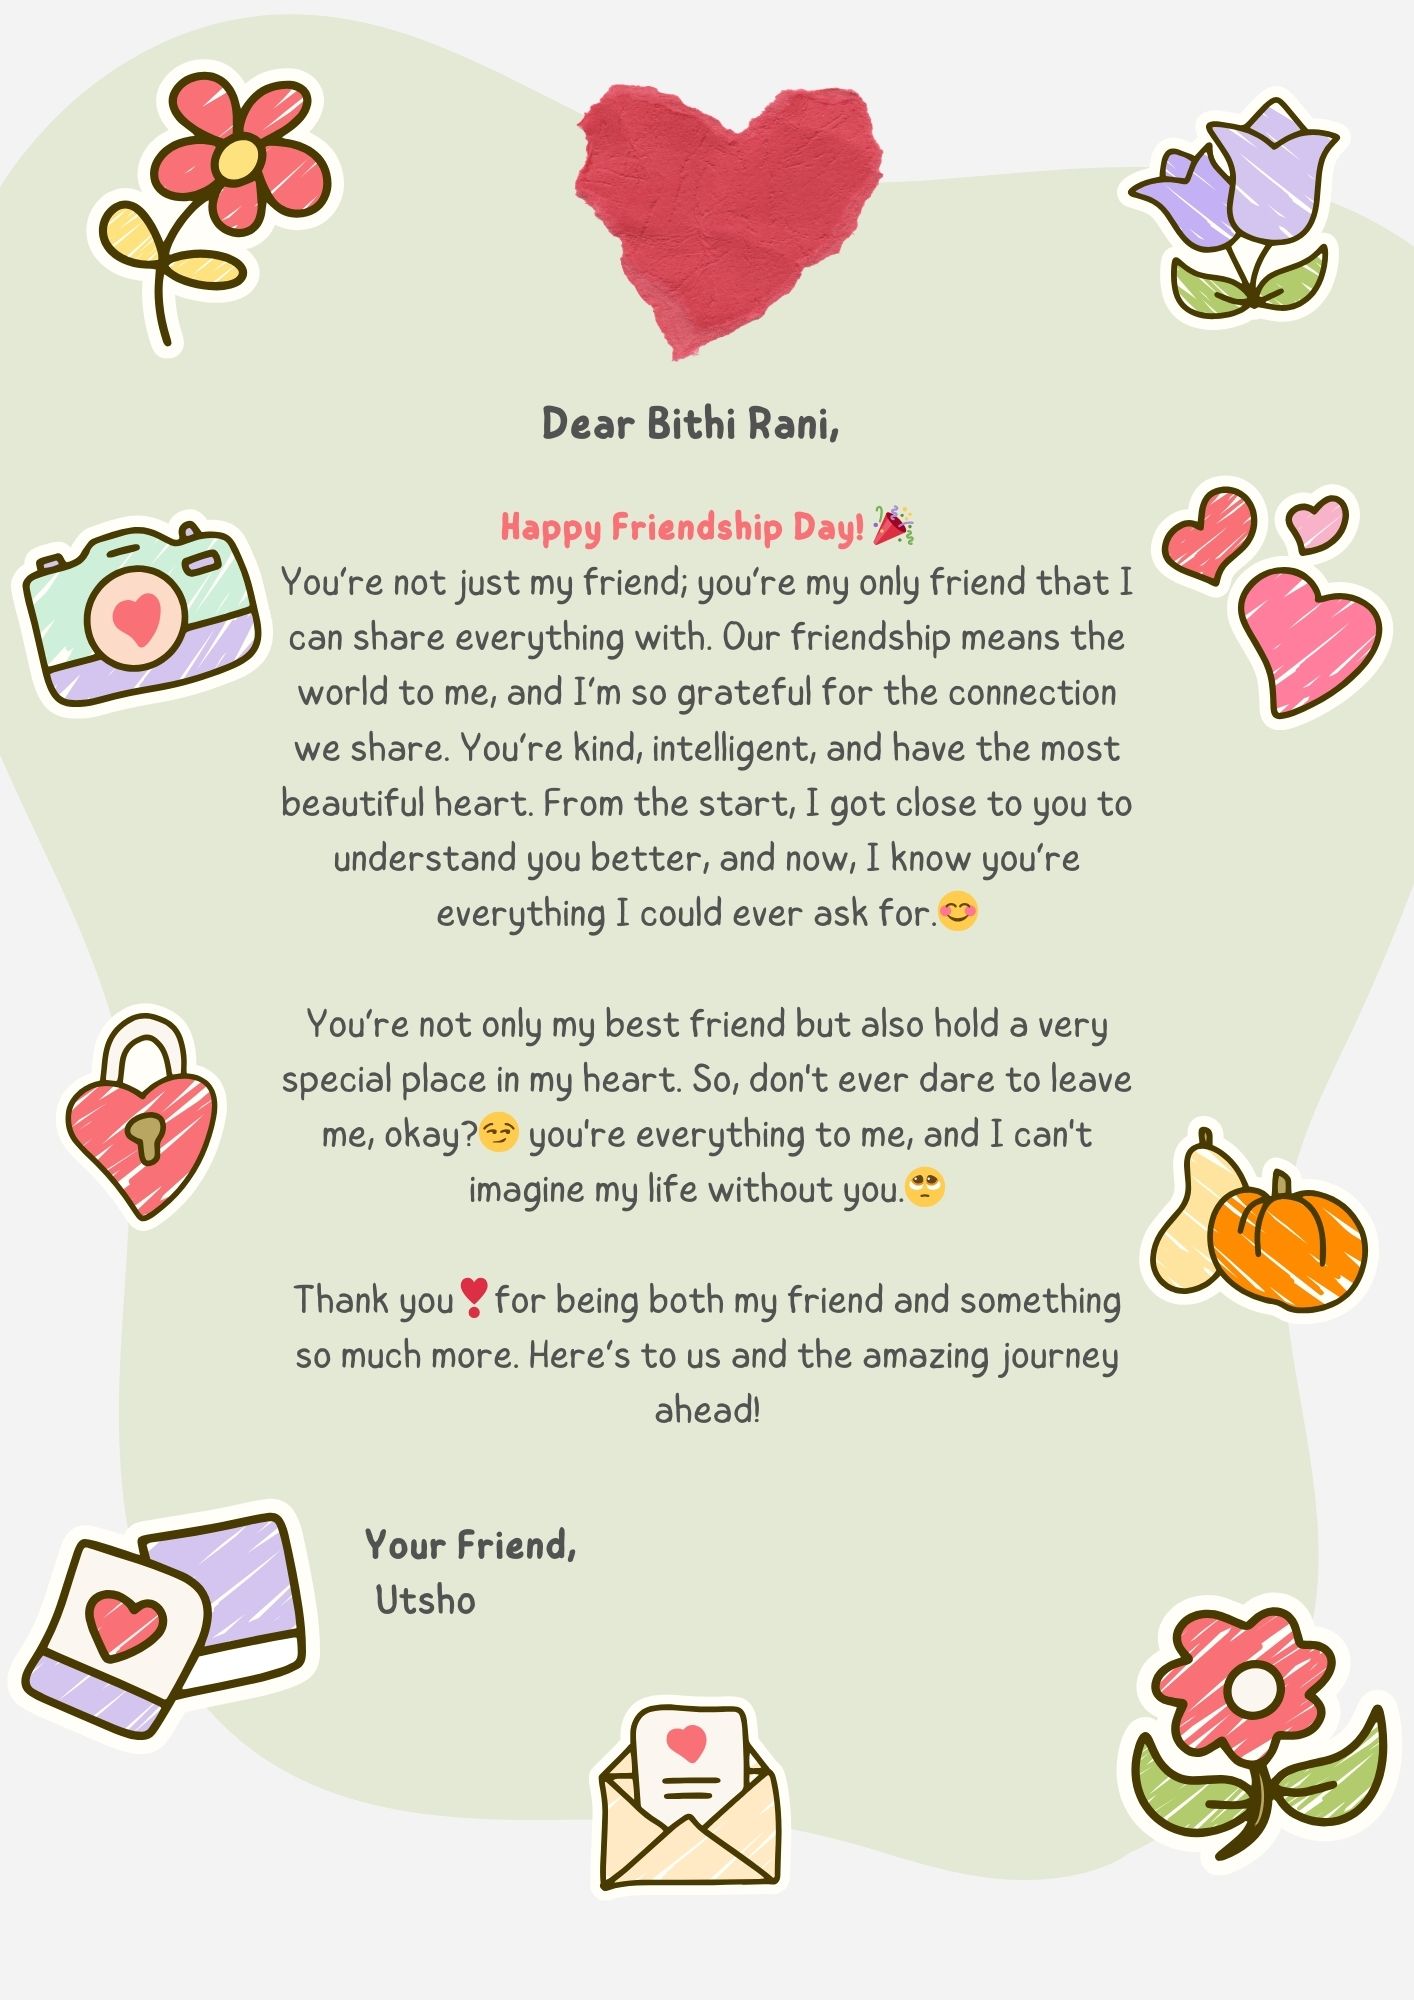 Dear Bithi Rani,
Happy Friendship Day! 🎉
You’re not just my friend; you’re my only friend that I
can share everything with. Our friendship means the
world to me, and I’m so grateful for the connection
we share. You’re kind, intelligent, and have the most
beautiful heart. From the start, I got close to you to
understand you better, and now, I know you’re
everything I could ever ask for.😊
You’re not only my best friend but also hold a very
special place in my heart. So, don't ever dare to leave
me, okay?😏 you're everything to me, and I can't
imagine my life without you.🥺
Thank you❣️for being both my friend and something
so much more. Here’s to us and the amazing journey
ahead!
Your Friend,
Utsho